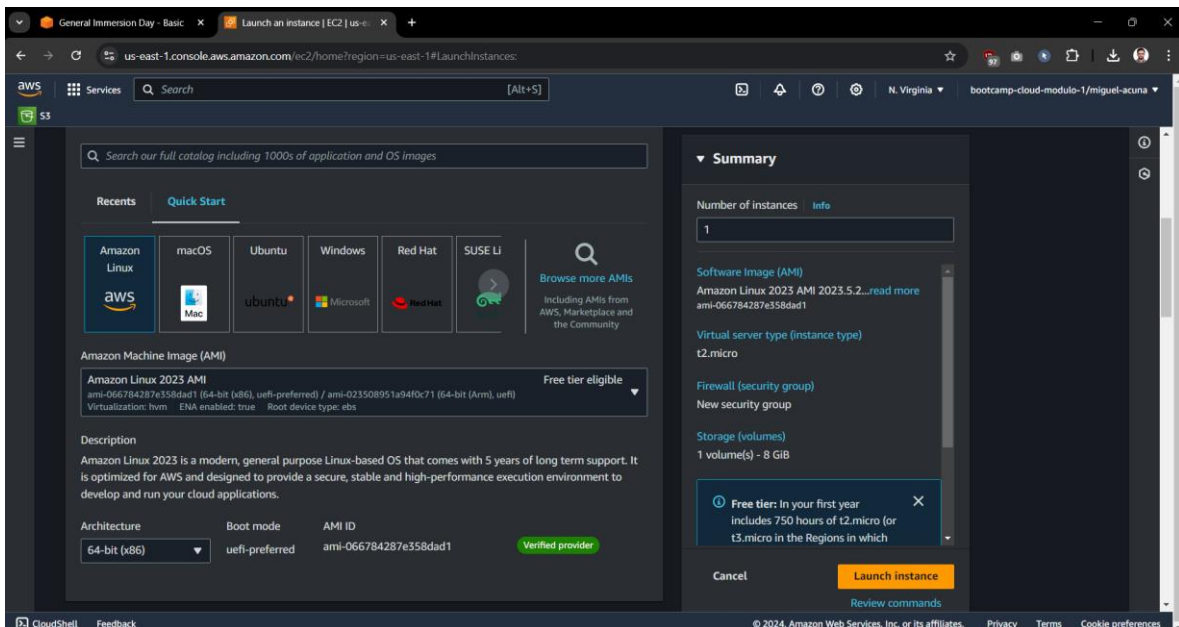 General Immersion Day - Basic
Launch an instance | EC2 | us-e
us-east-1.console.aws.amazon.com/ec2/home?region=us-east-1#LaunchInstances:
97
aws
Services
Search
[Alt+S]
N. Virginia
bootcamp-cloud-modulo-1/miguel-acuna
S3
Search our full catalog including 1000s of application and OS images
Recents
Quick Start
Amazon
Linux
aws
macOS
Mac
Ubuntu
ubuntu
Windows
Microsoft
Red Hat
Red Hat
SUSE Li
Browse more AMIs
Including AMIs from
AWS, Marketplace and
the Community
Amazon Machine Image (AMI)
Amazon Linux 2023 AMI
Free tier eligible
ami-066784287e358dad1 (64-bit (x86), uefi-preferred) / ami-023508951a94f0c71 (64-bit (Arm), uefi)
Virtualization: hvm ENA enabled: true Root device type: ebs
Description
Amazon Linux 2023 is a modern, general purpose Linux-based OS that comes with 5 years of long term support. It
is optimized for AWS and designed to provide a secure, stable and high-performance execution environment to
develop and run your cloud applications.
Architecture
64-bit (x86)
Boot mode
uefi-preferred
AMI ID
ami-066784287e358dad1
Verified provider
Summary
Number of instances
Info
1
Software Image (AMI)
Amazon Linux 2023 AMI 2023.5.2...read more
ami-066784287e358dad1
Virtual server type (instance type)
t2.micro
Firewall (security group)
New security group
Storage (volumes)
1 volume(s) - 8 GiB
Free tier: In your first year
includes 750 hours of t2.micro (or
t3.micro in the Regions in which
Cancel
Launch instance
Review commands
CloudShell
Feedback
© 2024, Amazon Web Services, Inc. or its affiliates.
Privacy
Terms
Cookie preferences